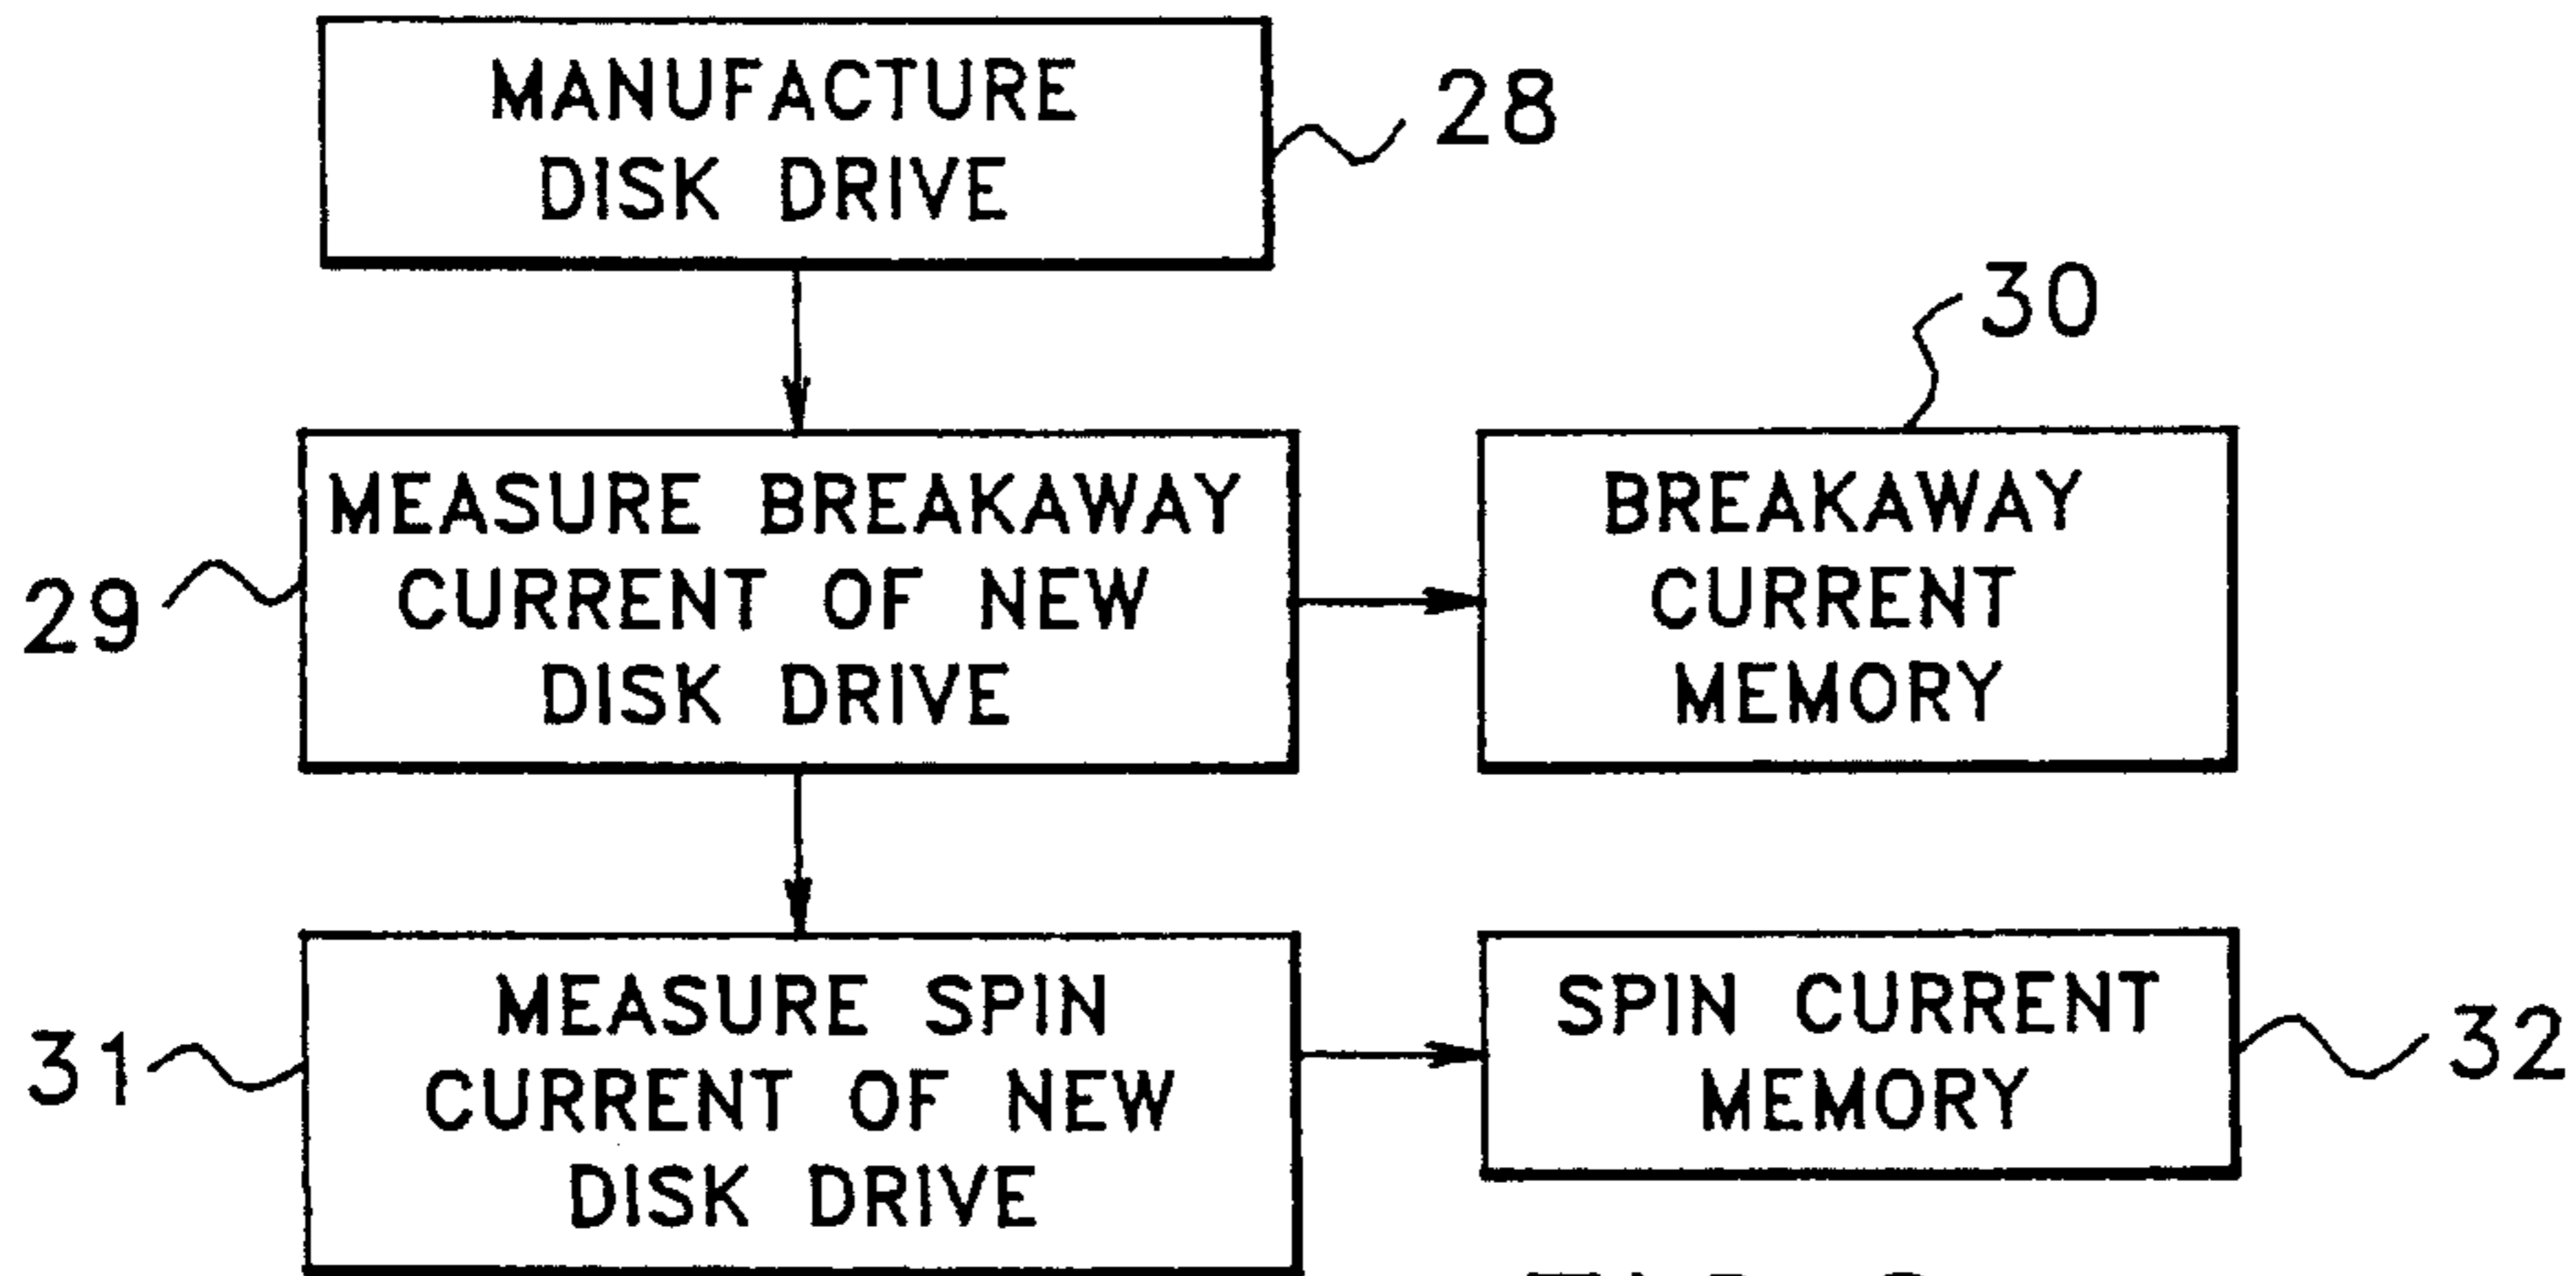 MANUFACTURE
DISK DRIVE
28
30
MEASURE BREAKAWAY
CURRENT OF NEW
DISK DRIVE
29
BREAKAWAY
CURRENT
MEMORY
MEASURE SPIN
CURRENT OF NEW
DISK DRIVE
31
SPIN CURRENT
MEMORY
32